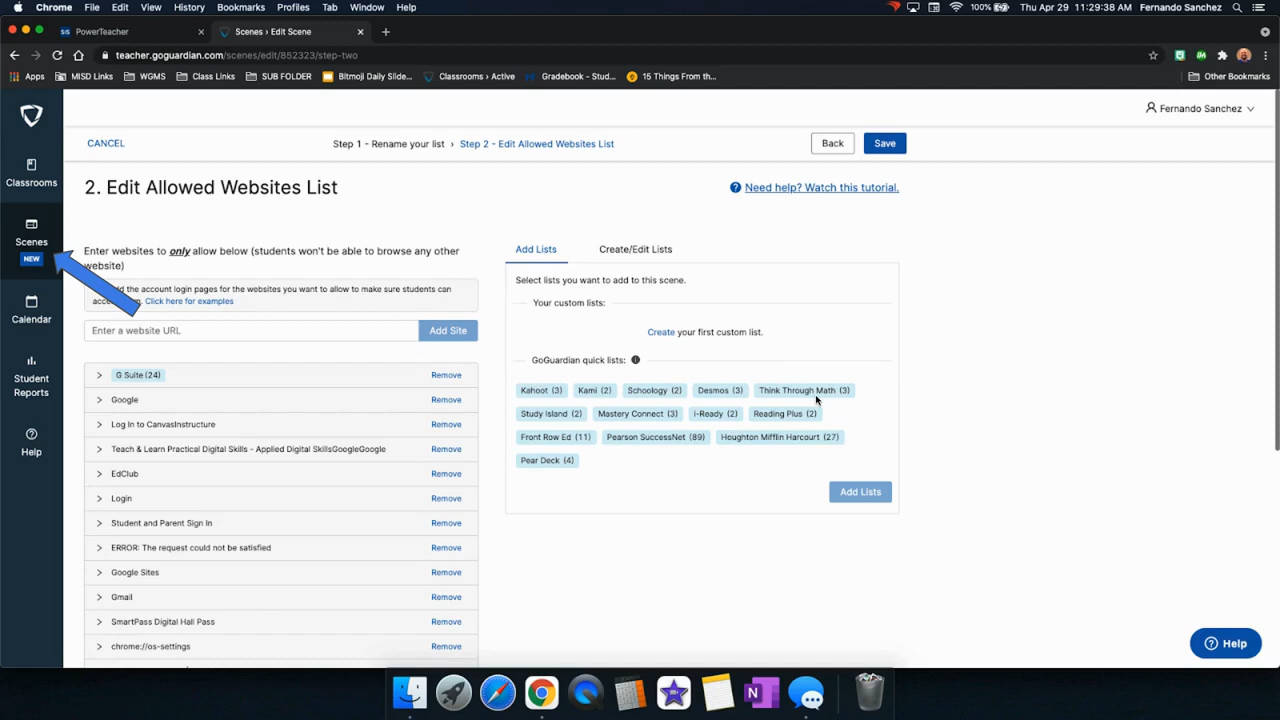 Chrome File Edit View History Bookmarks Profiles Tab Window Help 100% Thu Apr 29 11:29:38 AM Fernando Sanchez
PowerTeacher
Scenes › Edit Scene
teacher.goguardian.com/scenes/edit/852323/step-two
Apps MISD Links WGMS Class Links SUB FOLDER Bitmoji Daily Slide... Classrooms › Active Gradebook - Stud... 15 Things From th... Other Bookmarks
Fernando Sanchez
CANCEL Step 1 - Rename your list › Step 2 - Edit Allowed Websites List Back Save
Classrooms
Scenes
NEW
Calendar
Student
Reports
Help
2. Edit Allowed Websites List
Need help? Watch this tutorial.
Enter websites to only allow below (students won't be able to browse any other
website)
the account login pages for the websites you want to allow to make sure students can
Click here for examples
Enter a website URL Add Site
G Suite (24) Remove
Google Remove
Log In to CanvasInstructure Remove
Teach & Learn Practical Digital Skills - Applied Digital SkillsGoogleGoogle Remove
EdClub Remove
Login Remove
Student and Parent Sign In Remove
ERROR: The request could not be satisfied Remove
Google Sites Remove
Gmail Remove
SmartPass Digital Hall Pass Remove
chrome://os-settings Remove
Add Lists Create/Edit Lists
Select lists you want to add to this scene.
Your custom lists:
Create your first custom list.
GoGuardian quick lists:
Kahoot (3) Kami (2) Schoology (2) Desmos (3) Think Through Math (3)
Study Island (2) Mastery Connect (3) i-Ready (2) Reading Plus (2)
Front Row Ed (11) Pearson SuccessNet (89) Houghton Mifflin Harcourt (27)
Pear Deck (4)
Add Lists
Help